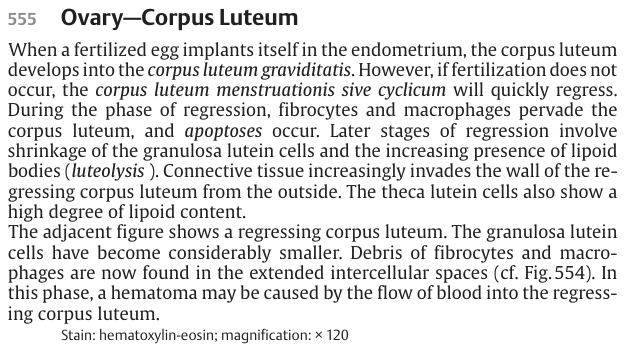 555 Ovary—Corpus Luteum
When a fertilized egg implants itself in the endometrium, the corpus luteum
develops into the corpus luteum graviditatis. However, if fertilization does not
occur, the corpus luteum menstruationis sive cyclicum will quickly regress.
During the phase of regression, fibrocytes and macrophages pervade the
corpus luteum, and apoptoses occur. Later stages of regression involve
shrinkage of the granulosa lutein cells and the increasing presence of lipoid
bodies (luteolysis ). Connective tissue increasingly invades the wall of the re-
gressing corpus luteum from the outside. The theca lutein cells also show a
high degree of lipoid content.
The adjacent figure shows a regressing corpus luteum. The granulosa lutein
cells have become considerably smaller. Debris of fibrocytes and macro-
phages are now found in the extended intercellular spaces (cf. Fig. 554). In
this phase, a hematoma may be caused by the flow of blood into the regress-
ing corpus luteum.
Stain: hematoxylin-eosin; magnification: × 120